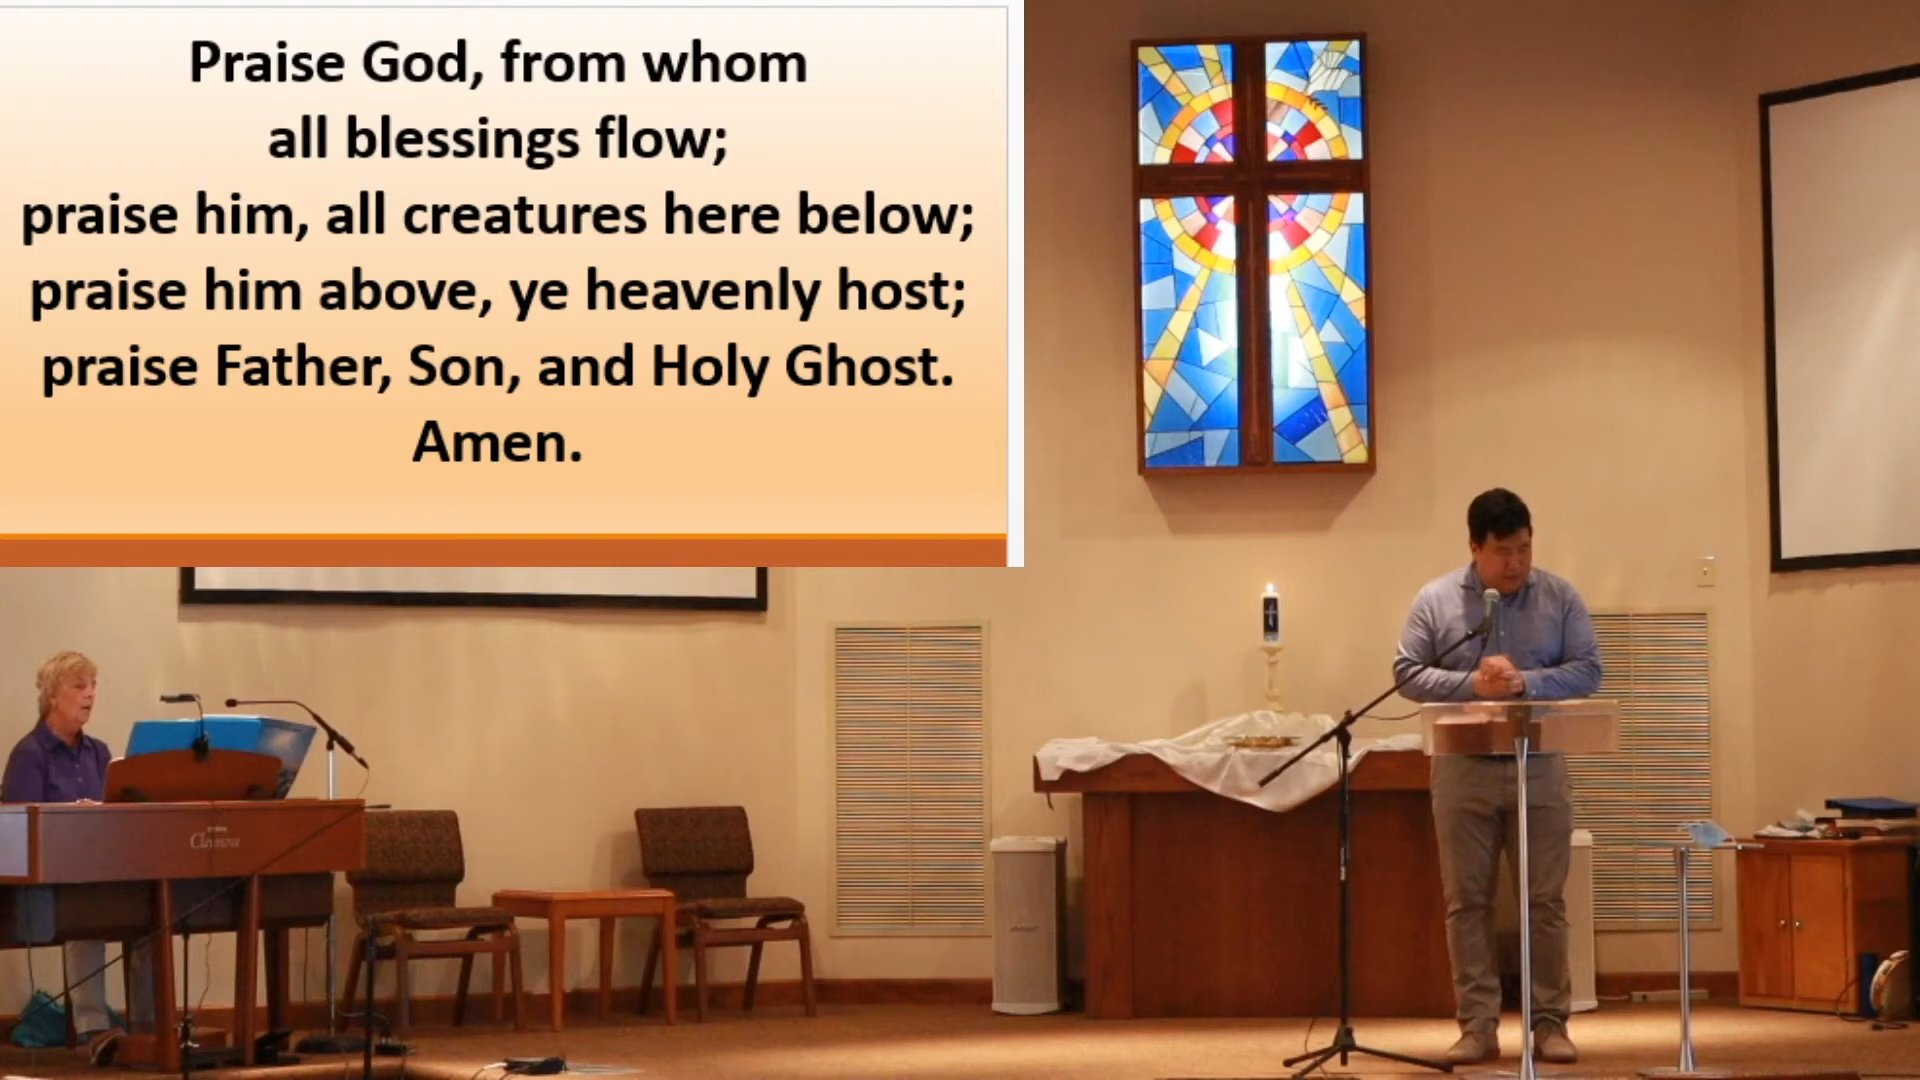 Praise God, from whom
all blessings flow;
praise him, all creatures here below;
praise him above, ye heavenly host;
praise Father, Son, and Holy Ghost.
Amen.
Clavinova